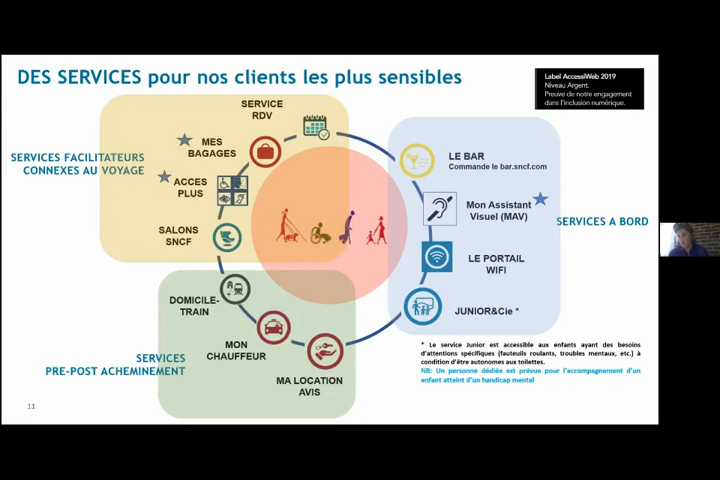 DES SERVICES pour nos clients les plus sensibles
Label AccessiWeb 2019
Niveau Argent.
Preuve de notre engagement
dans l'inclusion numérique.
SERVICE
RDV
MES
BAGAGES
SERVICES FACILITATEURS
CONNEXES AU VOYAGE
ACCES
PLUS
SALONS
SNCF
LE BAR
Commande le bar.sncf.com
Mon Assistant
Visuel (MAV)
SERVICES A BORD
LE PORTAIL
WIFI
JUNIOR&Cie *
DOMICILE-
TRAIN
MON
CHAUFFEUR
SERVICES
PRE-POST ACHEMINEMENT
MA LOCATION
AVIS
* Le service Junior est accessible aux enfants ayant des besoins
d'attentions spécifiques (fauteuils roulants, troubles mentaux, etc.) à
condition d'être autonomes aux toilettes.
NB: Un personne dédiée est prévue pour l'accompagnement d'un
enfant atteint d'un handicap mental
11